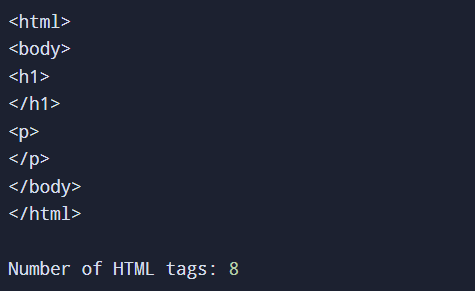 <html>
<body>
<h1>
</h1>
<p>
</p>
</body>
</html>

Number of HTML tags: 8